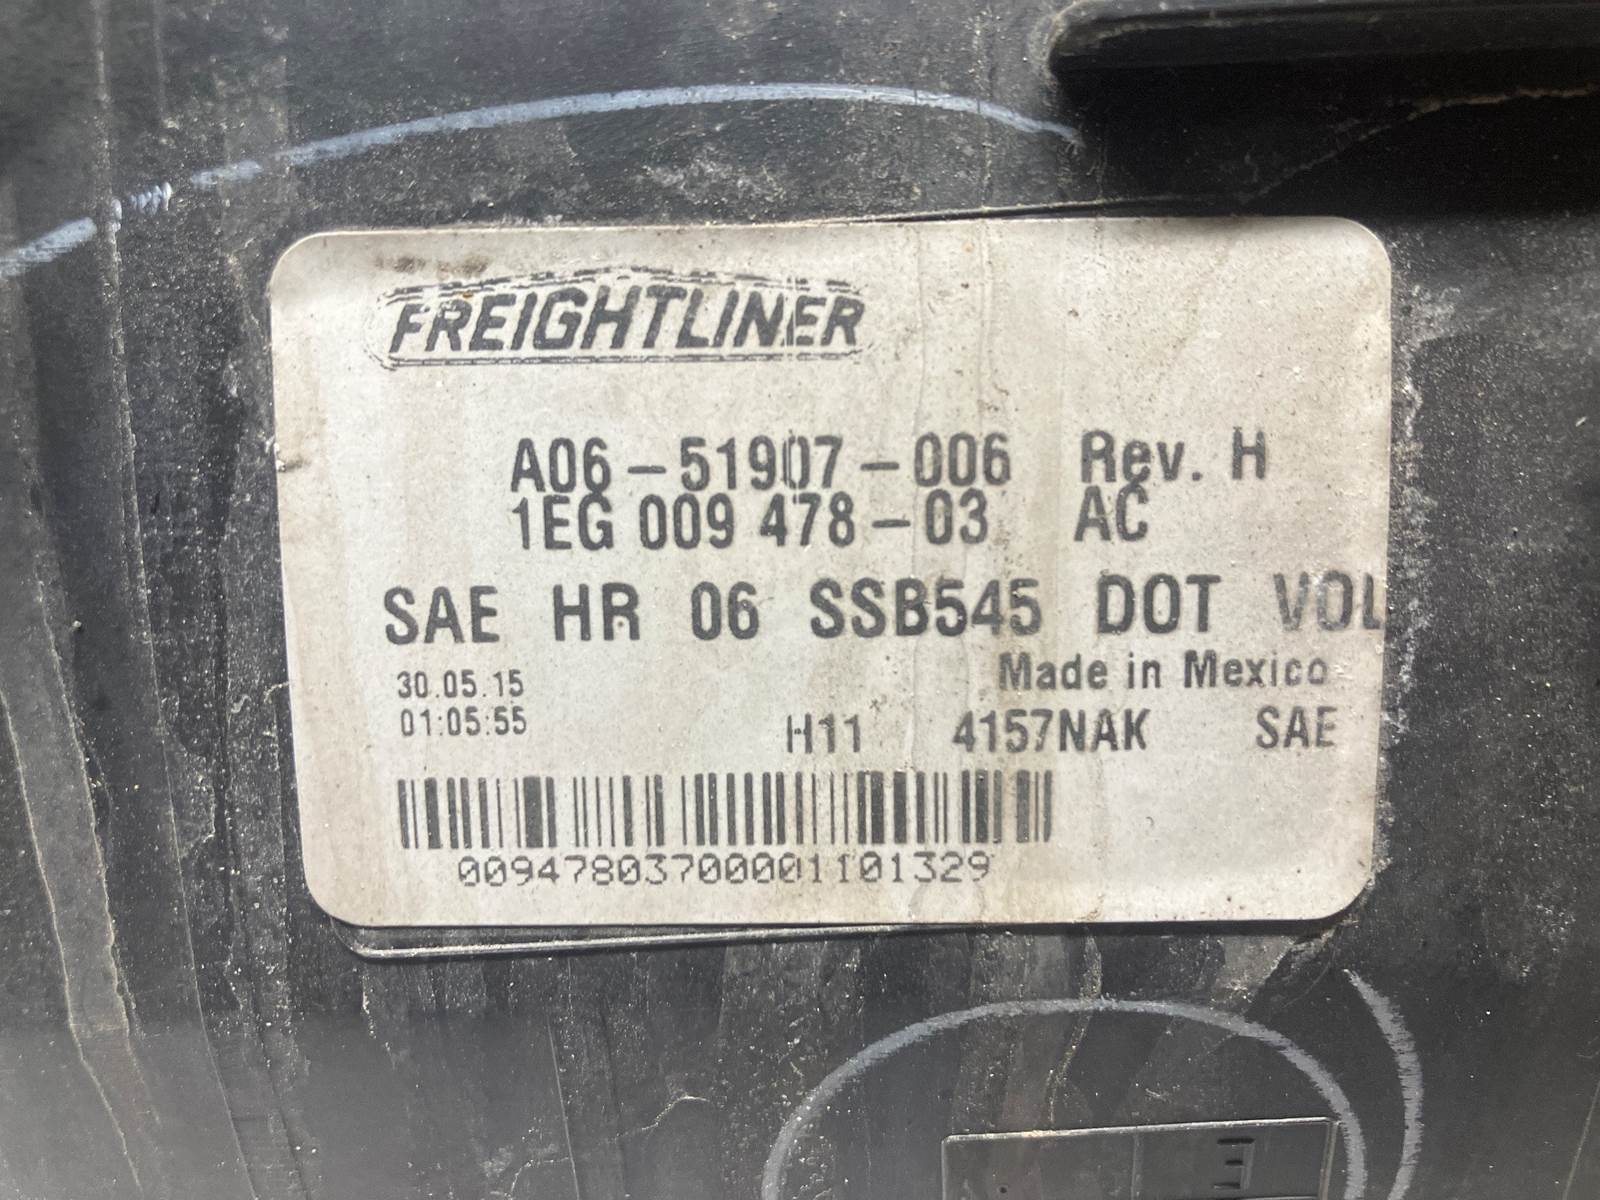 FREIGHTLINER
A06-51907-006 Rev. H
1EG 009 478-03 AC
SAE HR 06 SSB545 DOT VOL
30.05.15 Made in Mexico
01:05:55 H11 4157NAK SAE
00947803700001101329